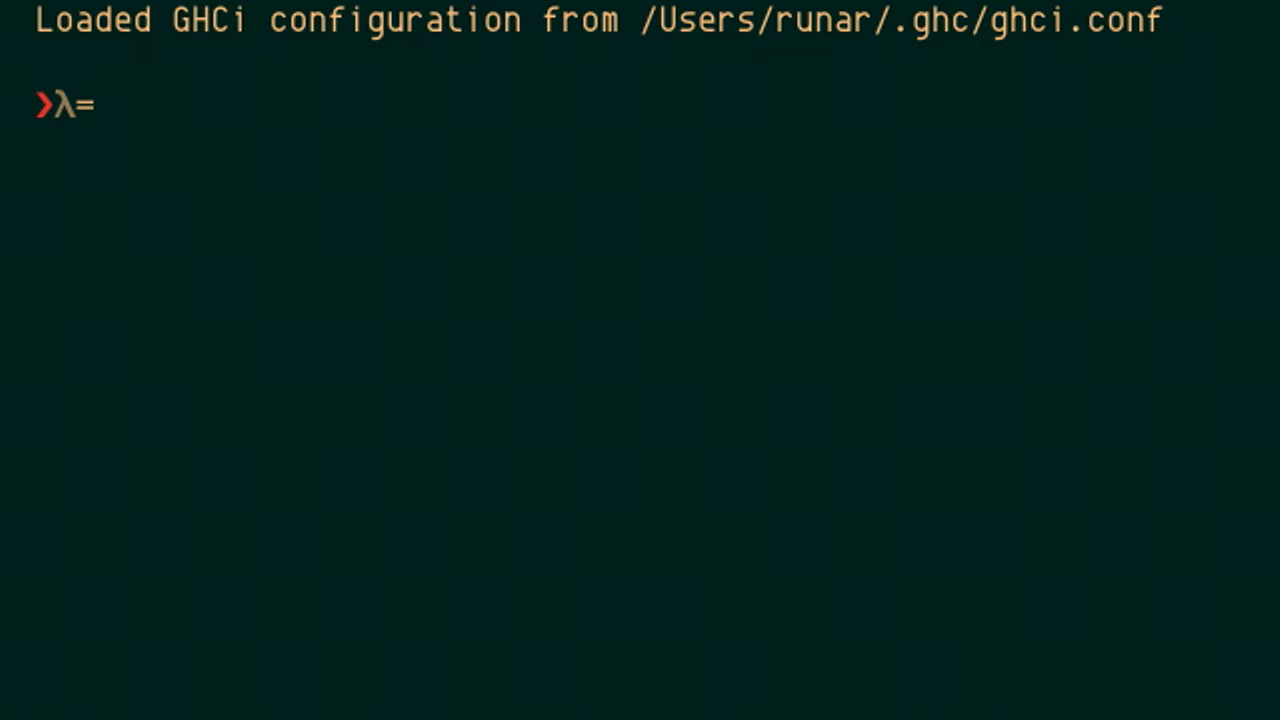 Loaded GHCi configuration from /Users/runar/.ghc/ghci.conf
❯λ=